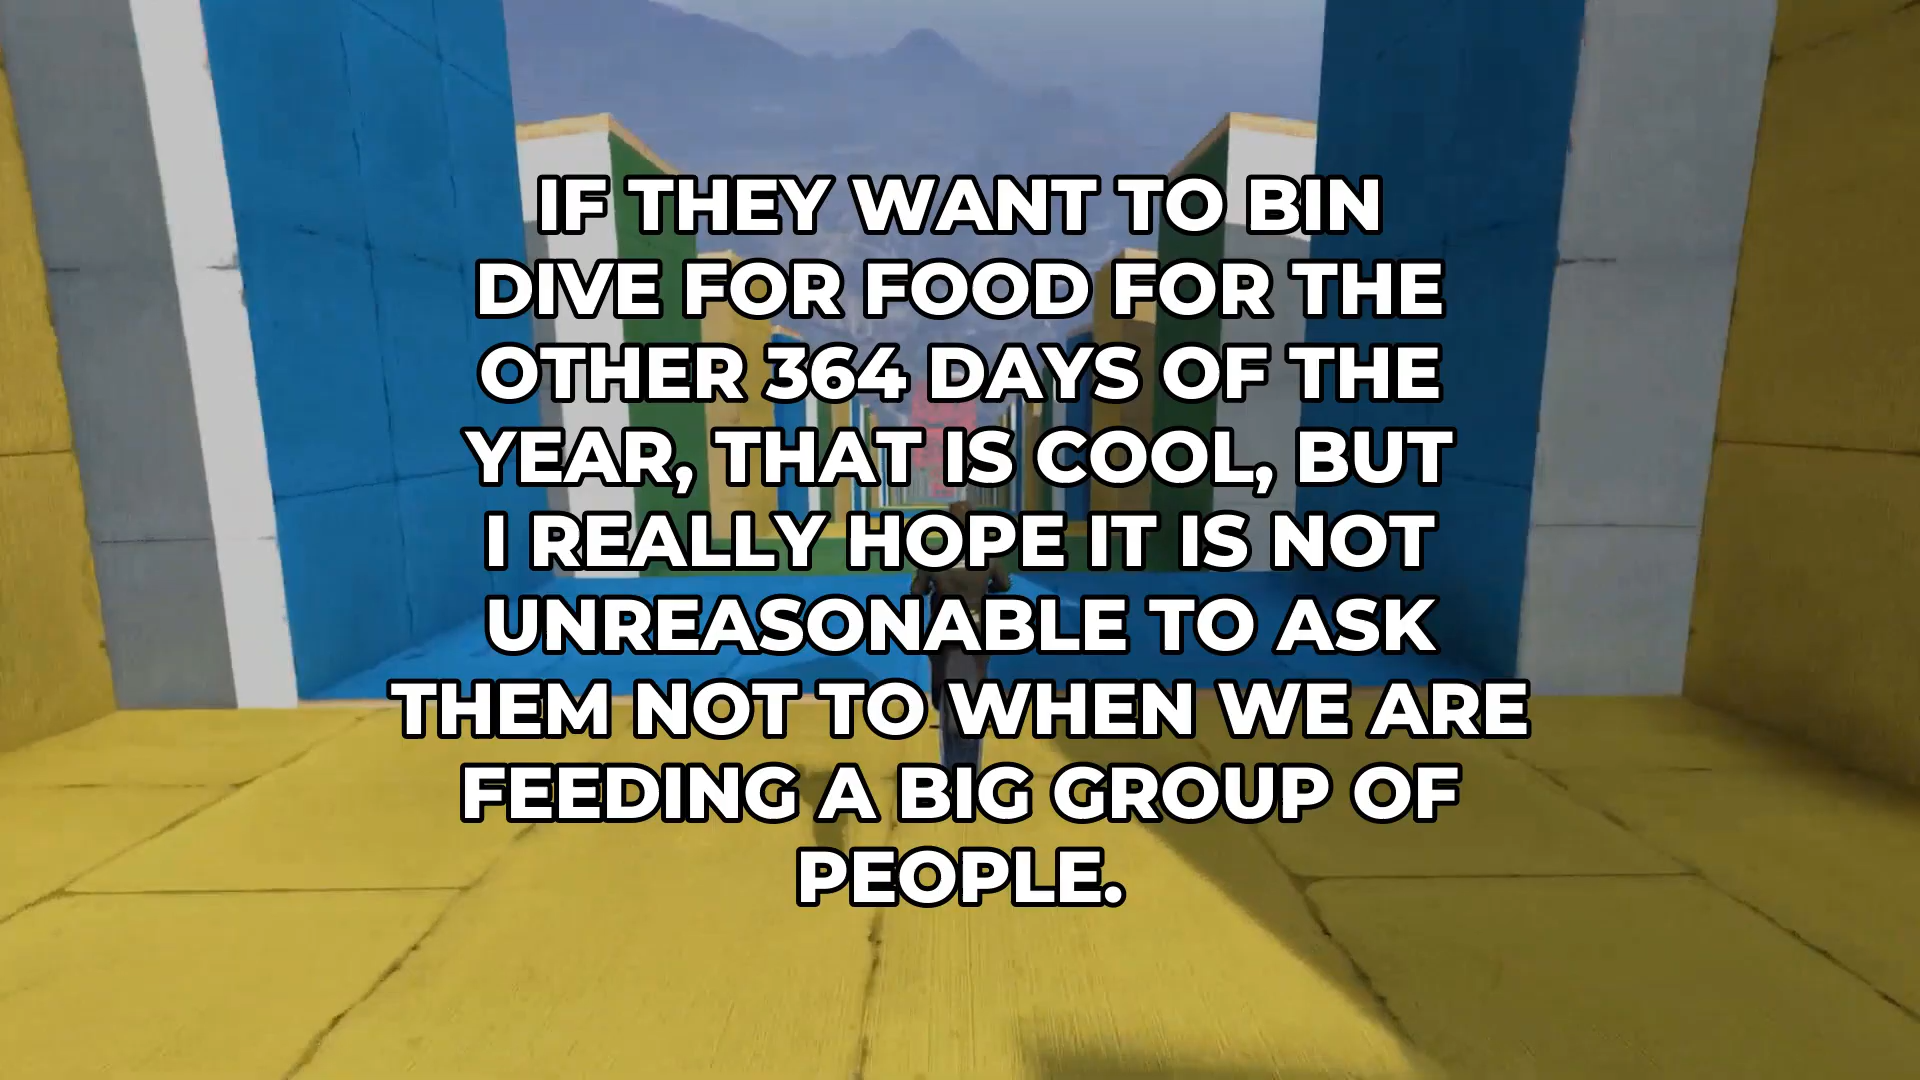 IF THEY WANT TO BIN
DIVE FOR FOOD FOR THE
OTHER 364 DAYS OF THE
YEAR, THAT IS COOL, BUT
I REALLY HOPE IT IS NOT
UNREASONABLE TO ASK
THEM NOT TO WHEN WE ARE
FEEDING A BIG GROUP OF
PEOPLE.